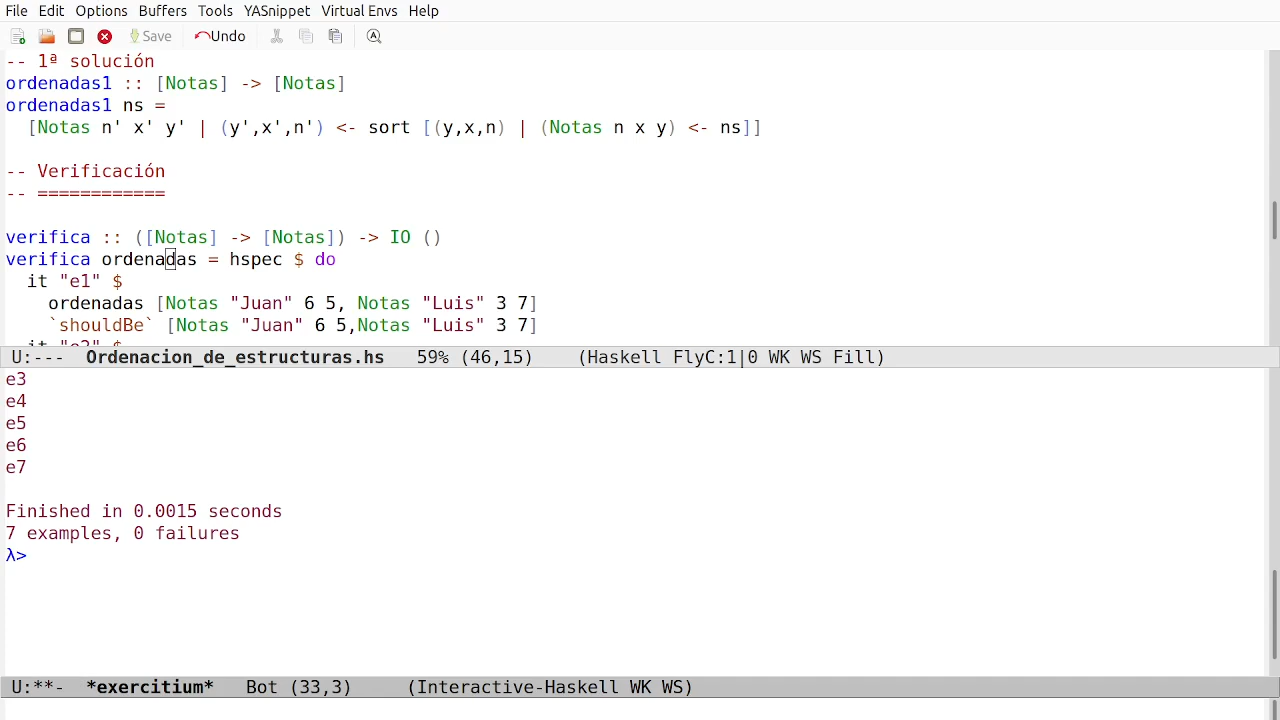 File Edit Options Buffers Tools YASnippet Virtual Envs Help
Save Undo
-- 1ª solución
ordenadas1 :: [Notas] -> [Notas]
ordenadas1 ns =
  [Notas n' x' y' | (y',x',n') <- sort [(y,x,n) | (Notas n x y) <- ns]]
-- Verificación
-- ============
verifica :: ([Notas] -> [Notas]) -> IO ()
verifica ordenadas = hspec $ do
  it "e1" $
    ordenadas [Notas "Juan" 6 5, Notas "Luis" 3 7]
    `shouldBe` [Notas "Juan" 6 5,Notas "Luis" 3 7]
  it "e2" $
U:--- Ordenacion_de_estructuras.hs 59% (46,15) (Haskell FlyC:1|0 WK WS Fill)
e3
e4
e5
e6
e7
Finished in 0.0015 seconds
7 examples, 0 failures
λ>
U:**- *exercitium* Bot (33,3) (Interactive-Haskell WK WS)